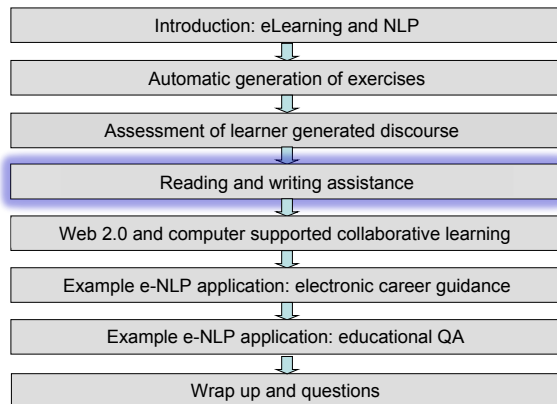 Introduction: eLearning and NLP
Automatic generation of exercises
Assessment of learner generated discourse
Reading and writing assistance
Web 2.0 and computer supported collaborative learning
Example e-NLP application: electronic career guidance
Example e-NLP application: educational QA
Wrap up and questions